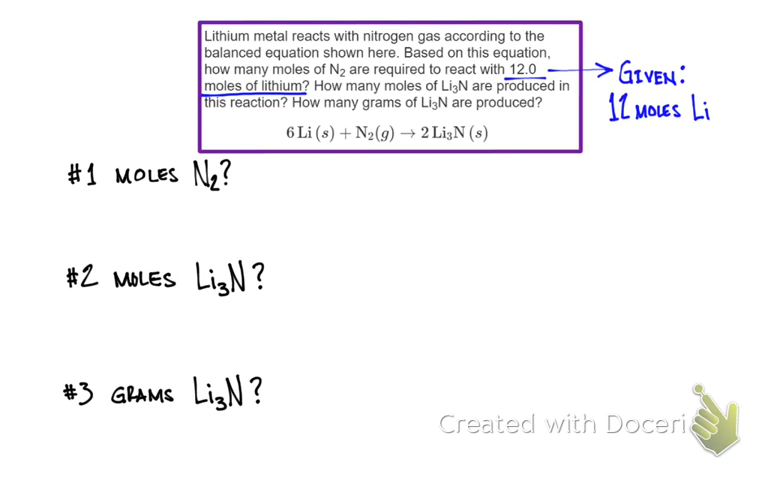 Lithium metal reacts with nitrogen gas according to the
balanced equation shown here. Based on this equation,
how many moles of N₂ are required to react with 12.0
moles of lithium? How many moles of Li₃N are produced in
this reaction? How many grams of Li₃N are produced?
6 Li (s) + N₂(g) → 2 Li₃N (s)
GIVEN:
12 MOLES Li
#1 MOLES N₂?
#2 MOLES Li₃N?
#3 GRAMS Li₃N?
Created with Doceri